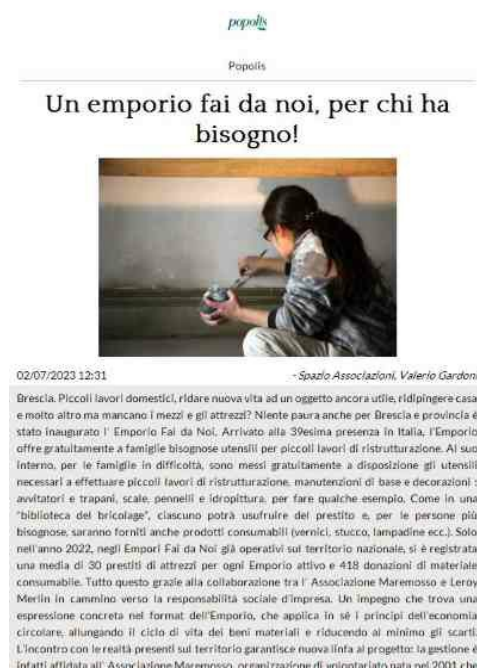 popolis
Popolis
Un emporio fai da noi, per chi ha
bisogno!
02/07/2023 12:31
- Spazio Associazioni, Valerio Gardoni
Brescia. Piccoli lavori domestici, ridare nuova vita ad un oggetto ancora utile, ridipingere casa
e molto altro ma mancano i mezzi e gli attrezzi? Niente paura anche per Brescia e provincia è
stato inaugurato l' Emporio Fai da Noi. Arrivato alla 39esima presenza in Italia, l'Emporio
offre gratuitamente a famiglie bisognose utensili per piccoli lavori di ristrutturazione. Al suo
interno, per le famiglie in difficoltà, sono messi gratuitamente a disposizione gli utensili
necessari a effettuare piccoli lavori di ristrutturazione, manutenzioni di base e decorazioni :
avvitatori e trapani, scale, pennelli e idropittura, per fare qualche esempio. Come in una
"biblioteca del bricolage", ciascuno potrà usufruire del prestito e, per le persone più
bisognose, saranno forniti anche prodotti consumabili (vernici, stucco, lampadine ecc.). Solo
nell'anno 2022, negli Empori Fai da Noi già operativi sul territorio nazionale, si è registrata
una media di 30 prestiti di attrezzi per ogni Emporio attivo e 418 donazioni di materiale
consumabile. Tutto questo grazie alla collaborazione tra l' Associazione Maremosso e Leroy
Merlin in cammino verso la responsabilità sociale d'impresa. Un impegno che trova una
espressione concreta nel format dell'Emporio, che applica in sé i principi dell'economia
circolare, allungando il ciclo di vita dei beni materiali e riducendo al minimo gli scarti.
L'incontro con le realtà presenti sul territorio garantisce nuova linfa al progetto: la gestione è
infatti affidata all' Associazione Maremosso, organizzazione di volontariato nata nel 2001 che